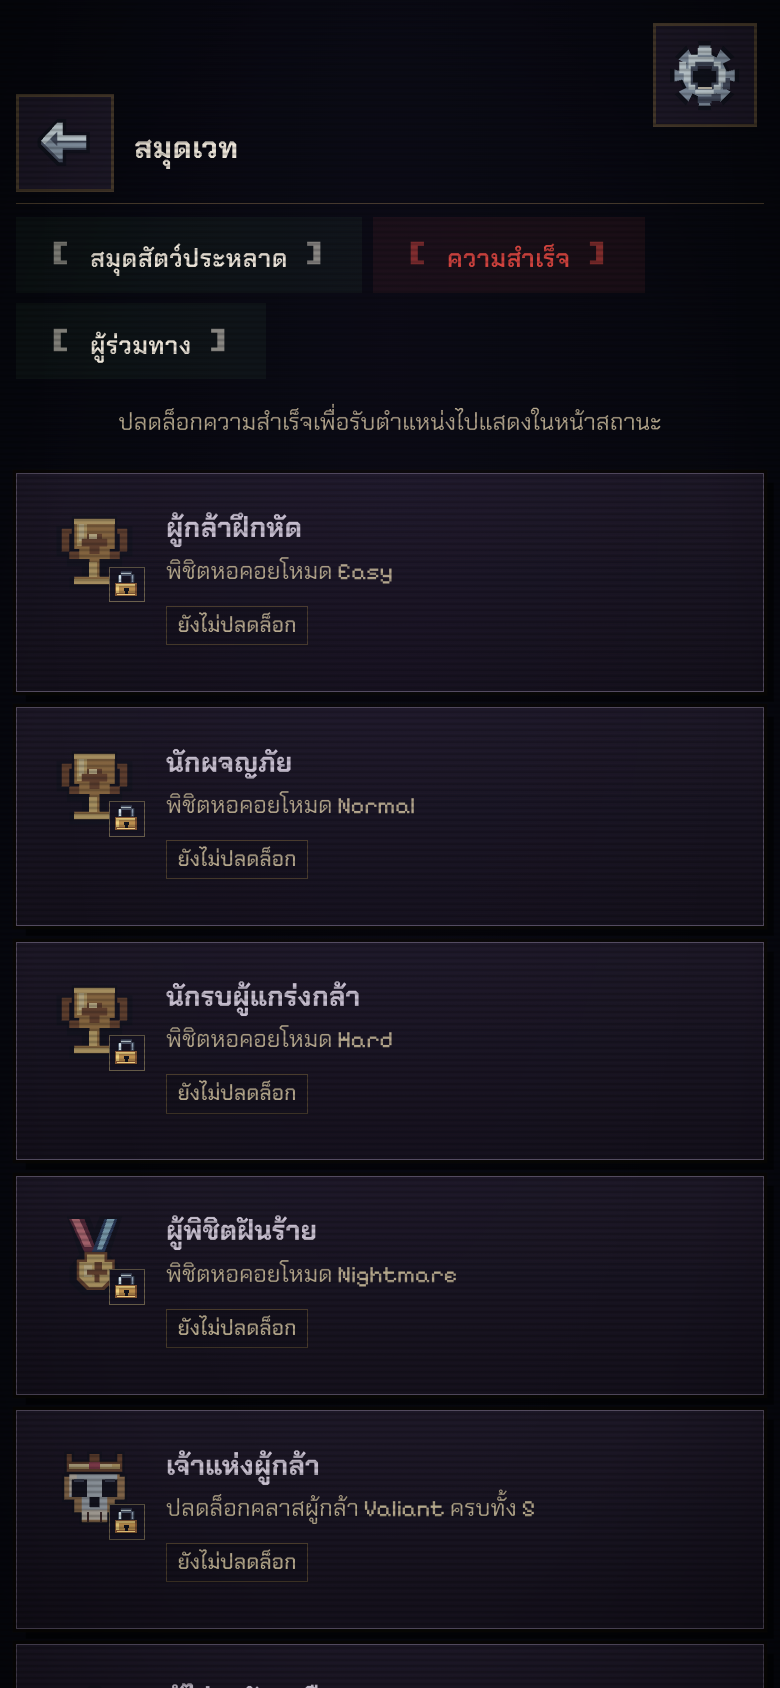 สมุดเวท
[ สมุดสัตว์ประหลาด ] [ ความสำเร็จ ]
[ ผู้ร่วมทาง ]
ปลดล็อกความสำเร็จเพื่อรับตำแหน่งไปแสดงในหน้าสถานะ
ผู้กล้าฝึกหัด
พิชิตหอคอยโหมด Easy
ยังไม่ปลดล็อก
นักผจญภัย
พิชิตหอคอยโหมด Normal
ยังไม่ปลดล็อก
นักรบผู้แกร่งกล้า
พิชิตหอคอยโหมด Hard
ยังไม่ปลดล็อก
ผู้พิชิตฝันร้าย
พิชิตหอคอยโหมด Nightmare
ยังไม่ปลดล็อก
เจ้าแห่งผู้กล้า
ปลดล็อกคลาสผู้กล้า Valiant ครบทั้ง 8
ยังไม่ปลดล็อก